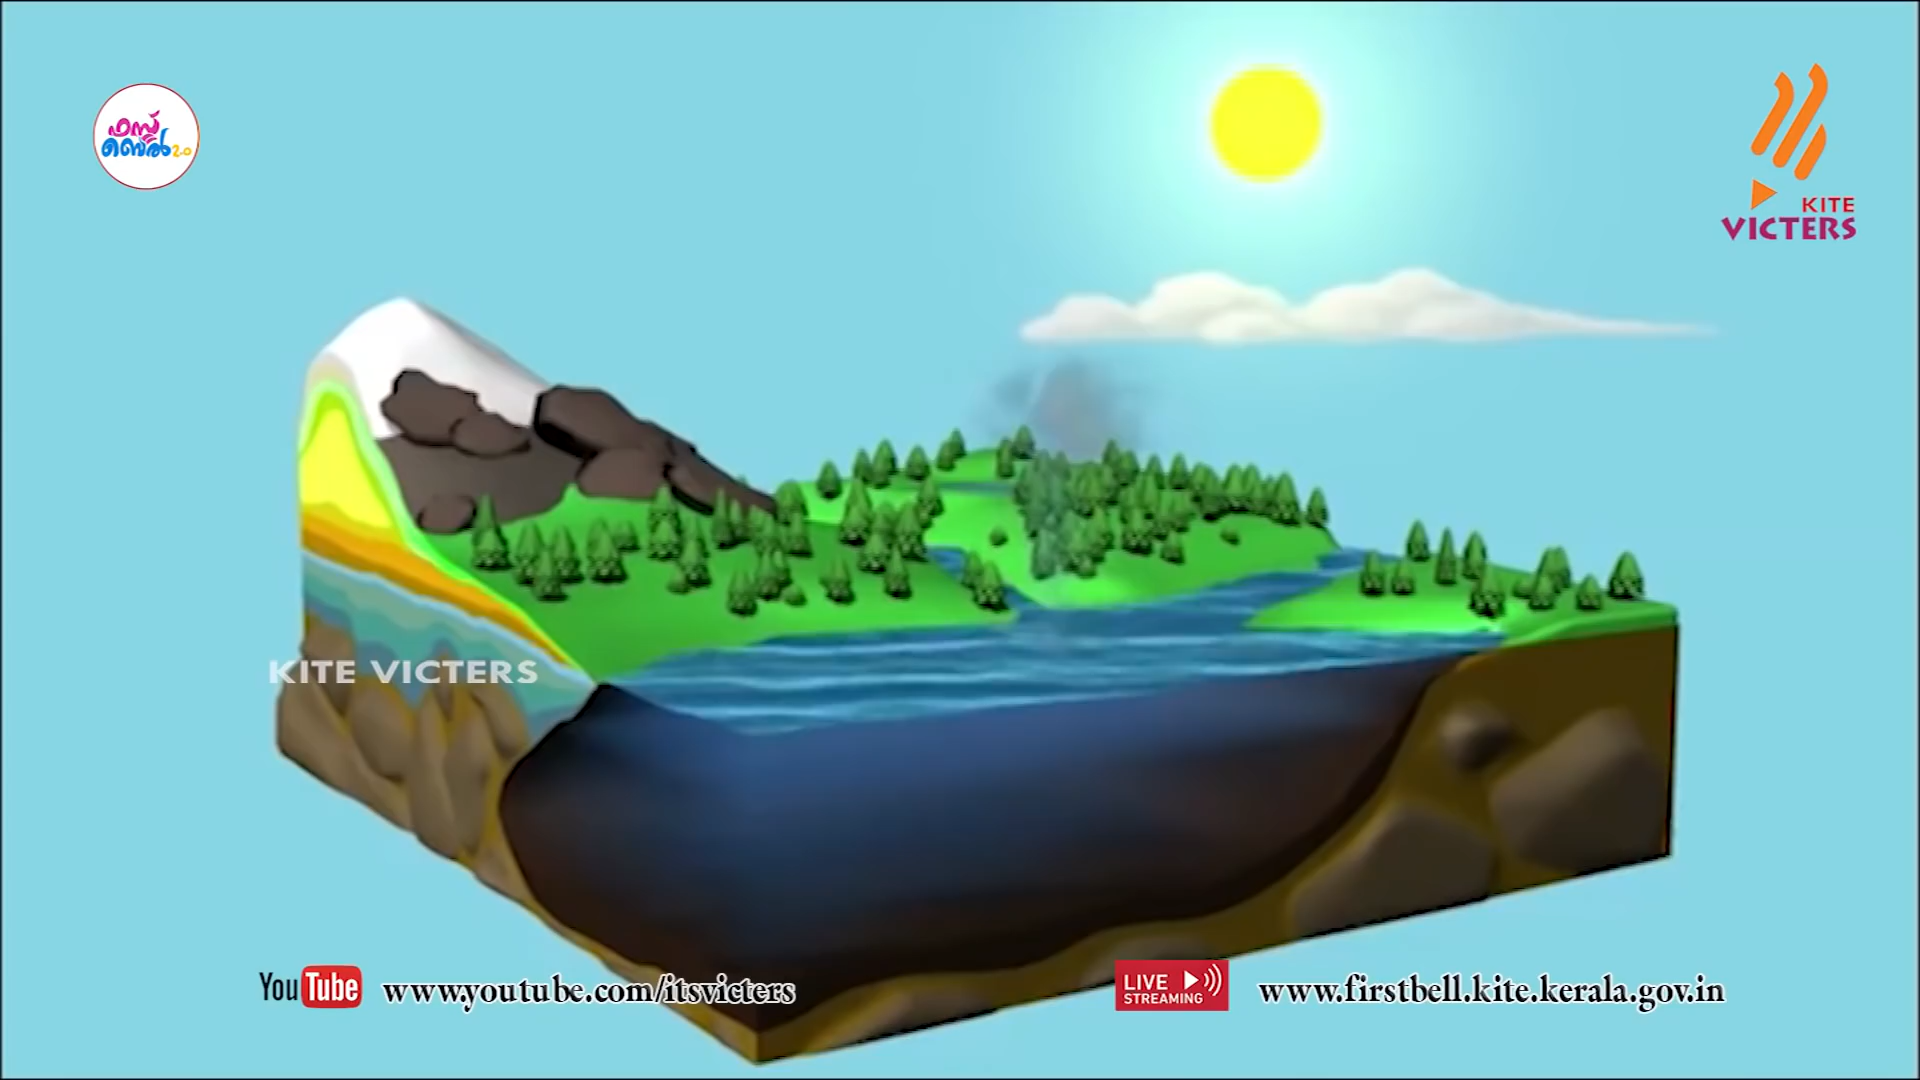 ഫസ്റ്റ്
ബെൽ 2.0
KITE
VICTERS
KITE VICTERS
YouTube www.youtube.com/itsvicters
LIVE
STREAMING
www.firstbell.kite.kerala.gov.in